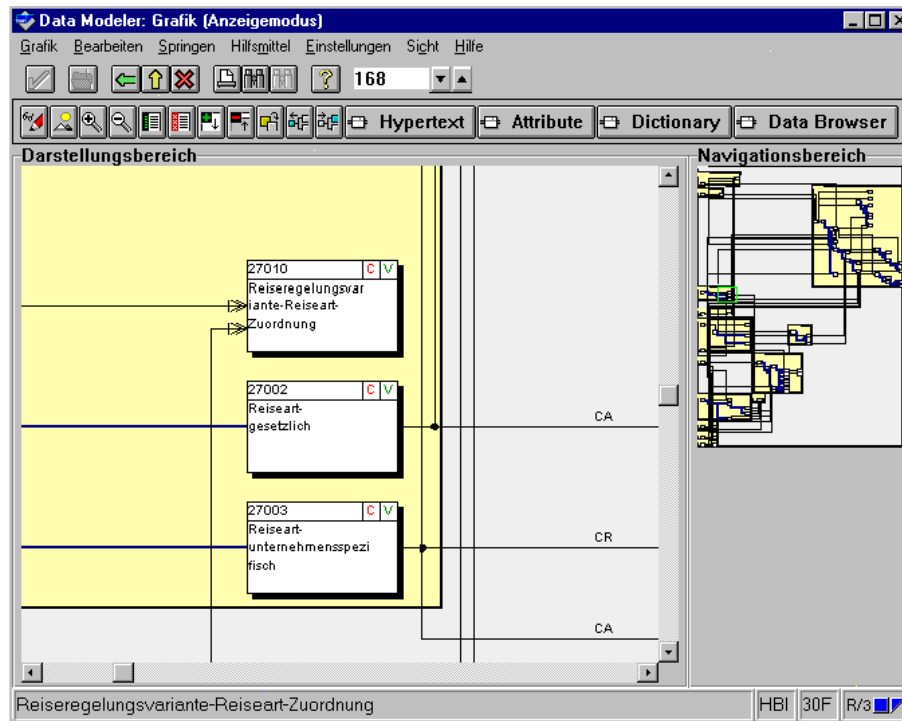 Data Modeler: Grafik (Anzeigemodus)
Grafik Bearbeiten Springen Hilfsmittel Einstellungen Sicht Hilfe
168
Hypertext Attribute Dictionary Data Browser
Darstellungsbereich
Navigationsbereich
27010 C V
Reiseregelungsvar
iante-Reiseart-
Zuordnung
27002 C V
Reiseart-
gesetzlich
CA
27003 C V
Reiseart-
unternehmensspezi
fisch
CR
CA
Reiseregelungsvariante-Reiseart-Zuordnung HBI 30F R/3